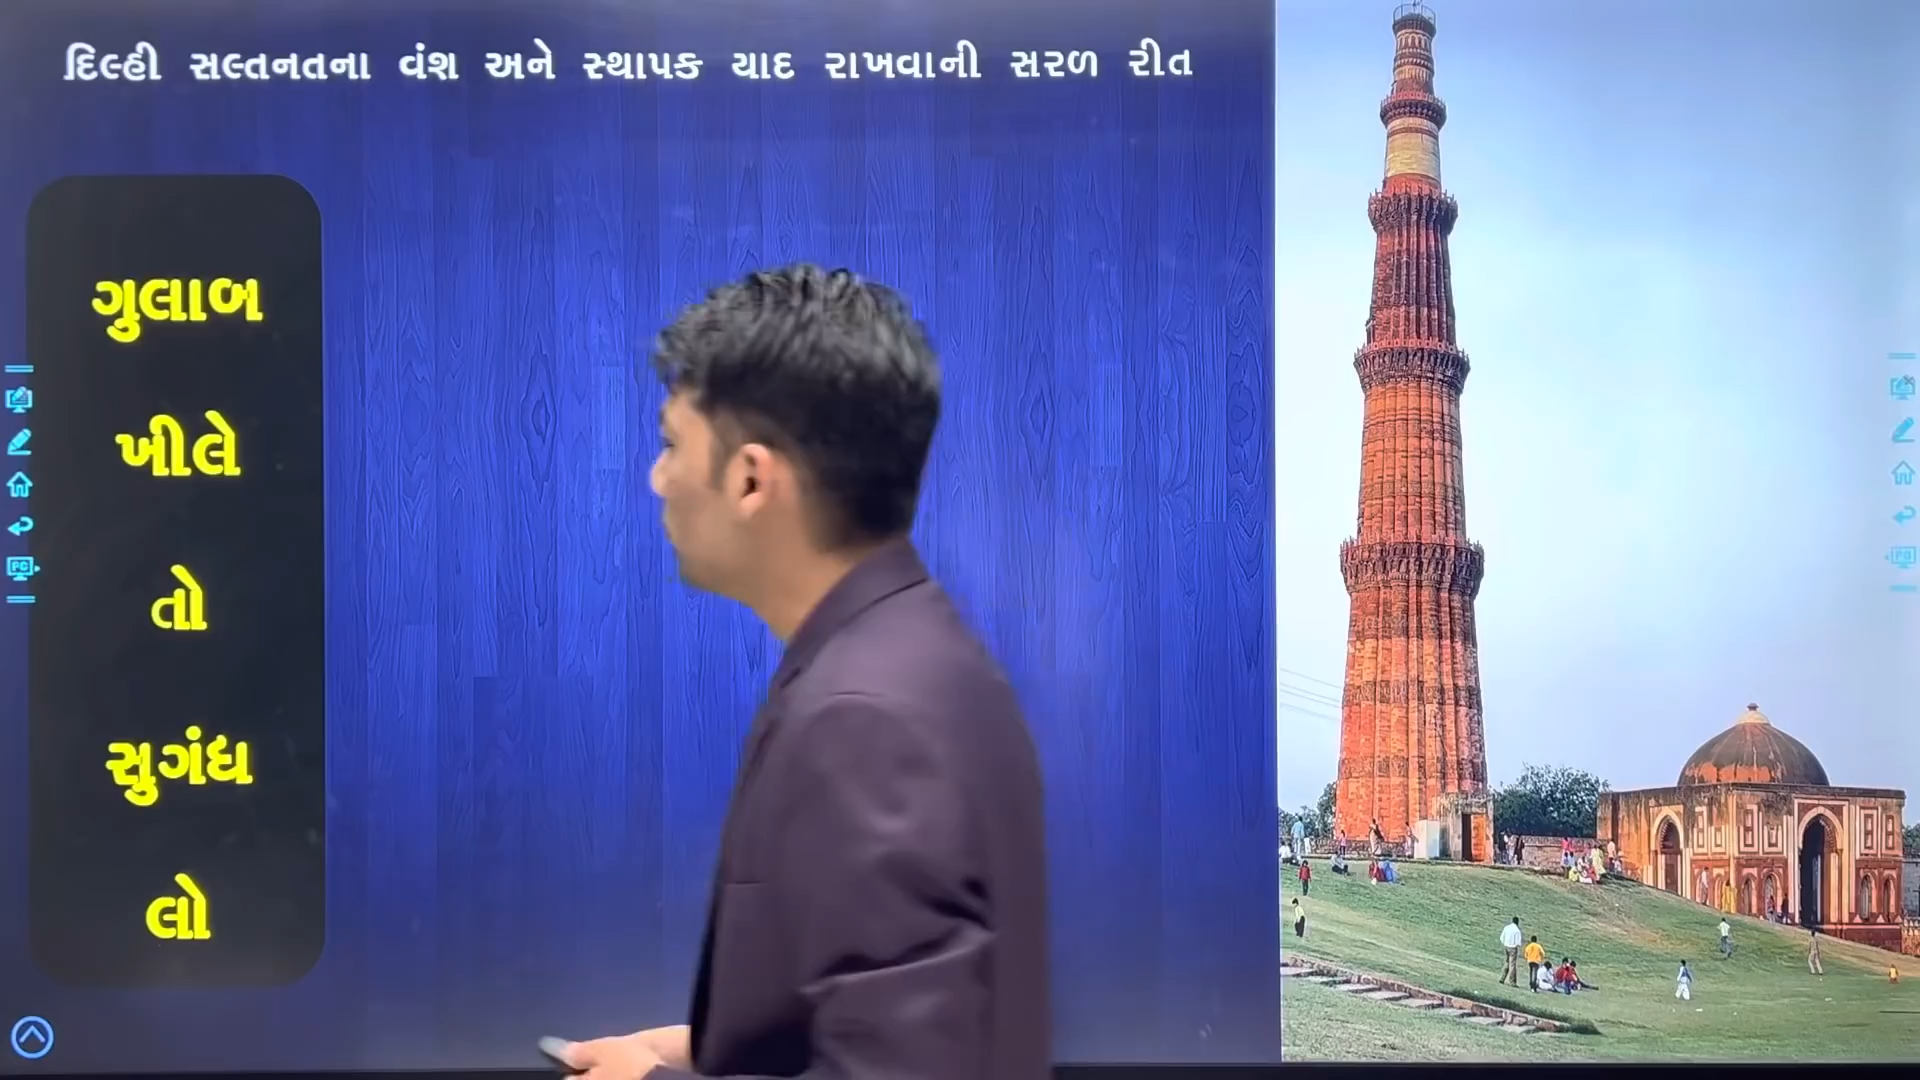 દિલ્હી સલ્તનતના વંશ અને સ્થાપક યાદ રાખવાની સરળ રીત
ગુલાબ
ખીલે
તો
સુગંધ
લો